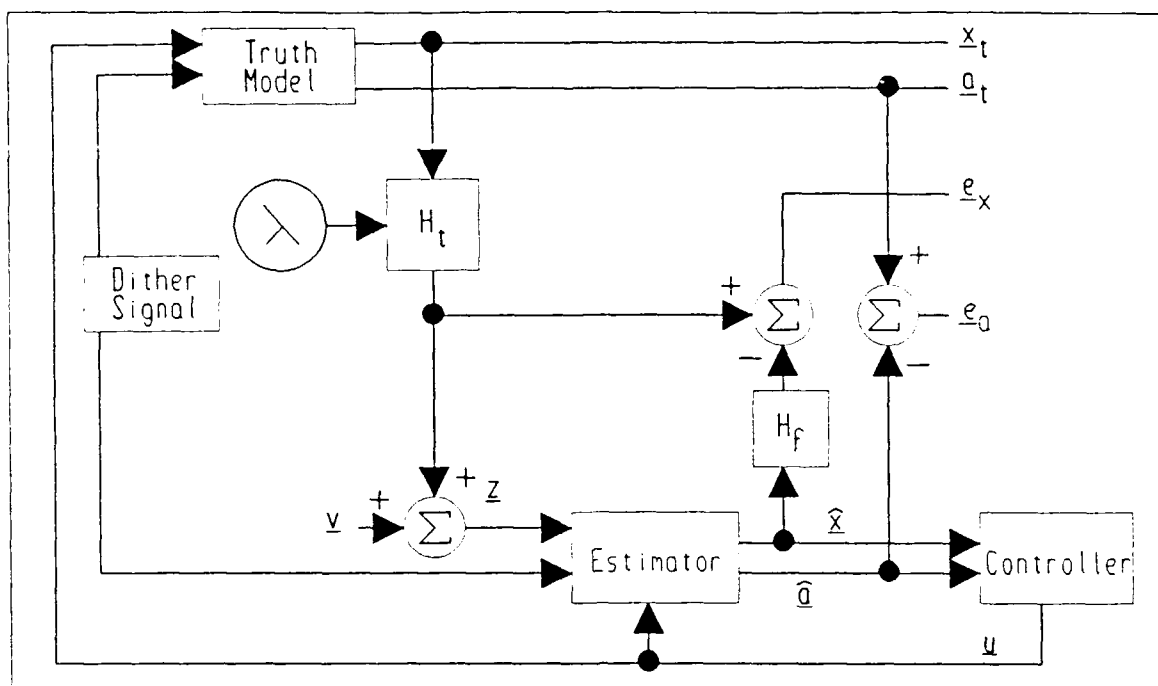 Truth
Model
x_t
a_t
λ
H_t
e_x
+
+
Dither
Signal
Σ
Σ
e_a
−
−
H_f
+
z
v
+
Σ
x̂
Estimator
Controller
â
u